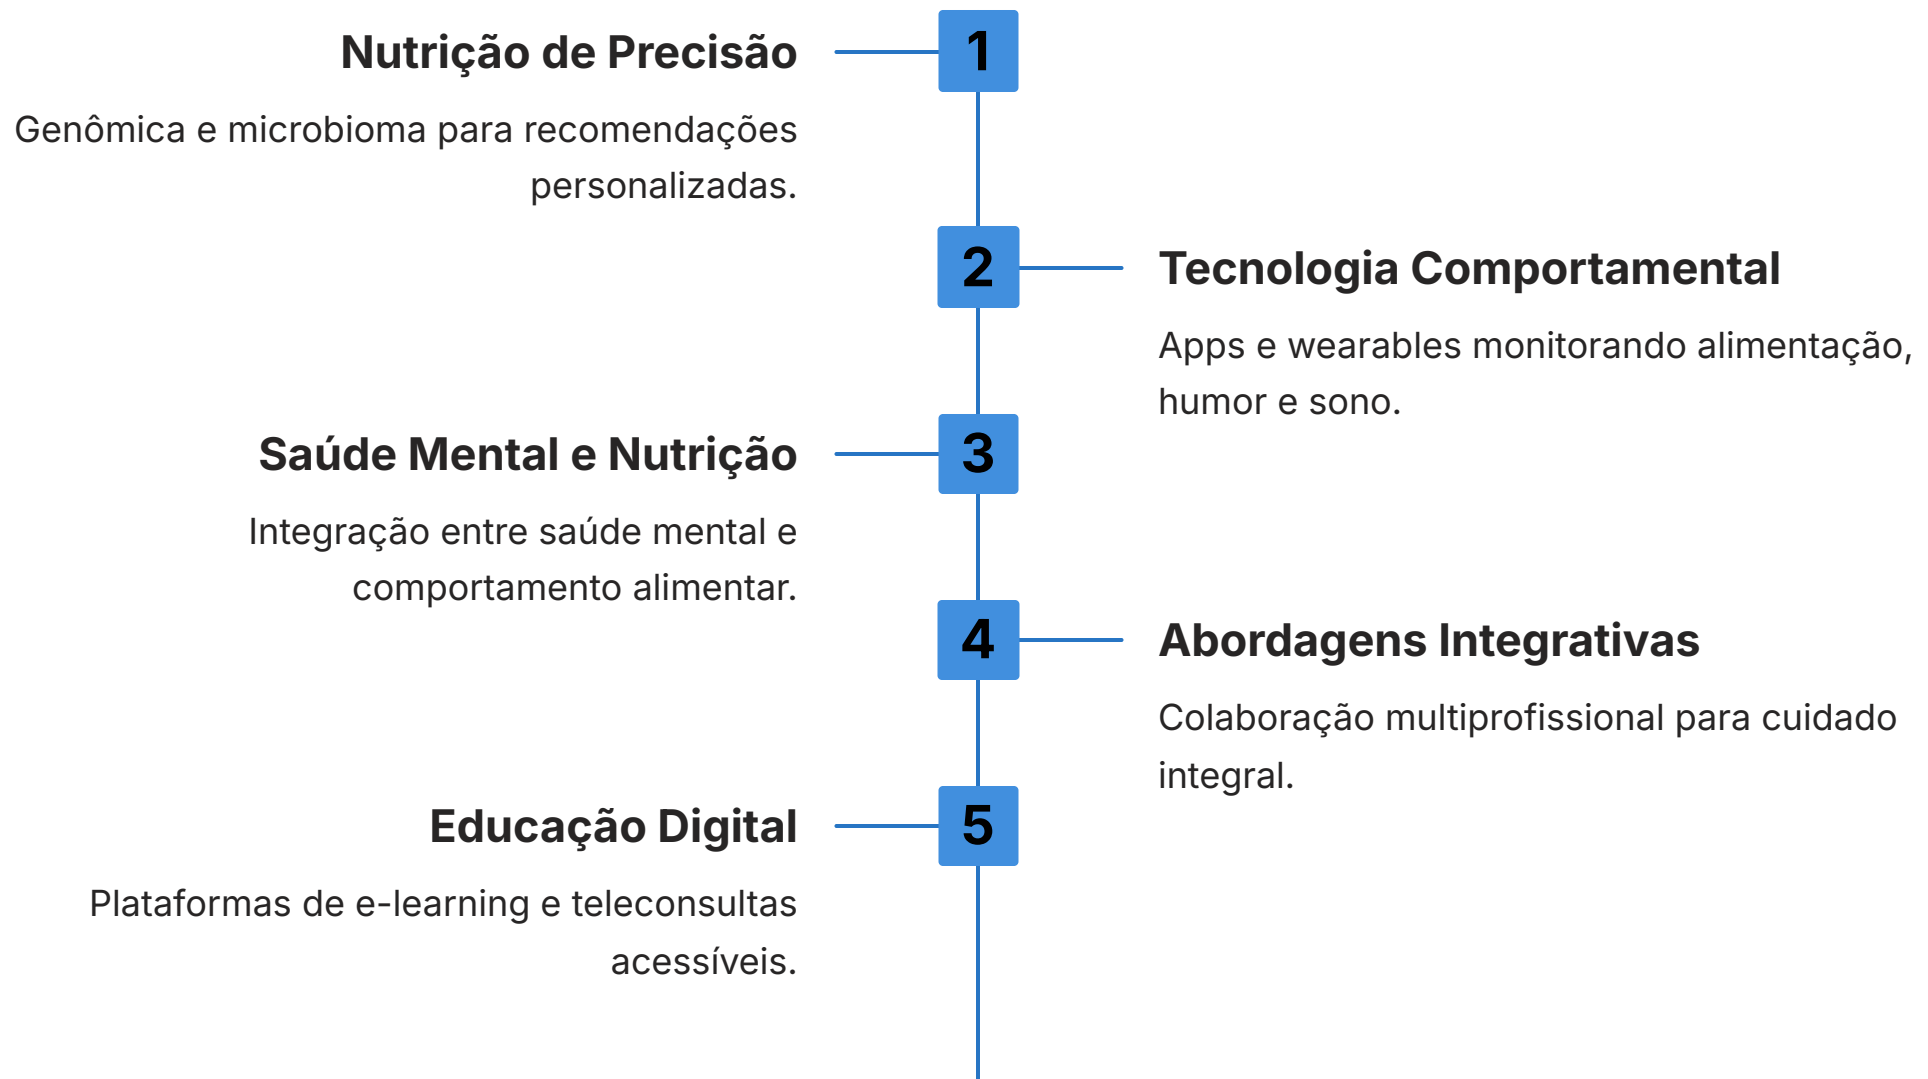 1
Nutrição de Precisão
Genômica e microbioma para recomendações
personalizadas.
2
Tecnologia Comportamental
Apps e wearables monitorando alimentação,
humor e sono.
3
Saúde Mental e Nutrição
Integração entre saúde mental e
comportamento alimentar.
4
Abordagens Integrativas
Colaboração multiprofissional para cuidado
integral.
5
Educação Digital
Plataformas de e-learning e teleconsultas
acessíveis.